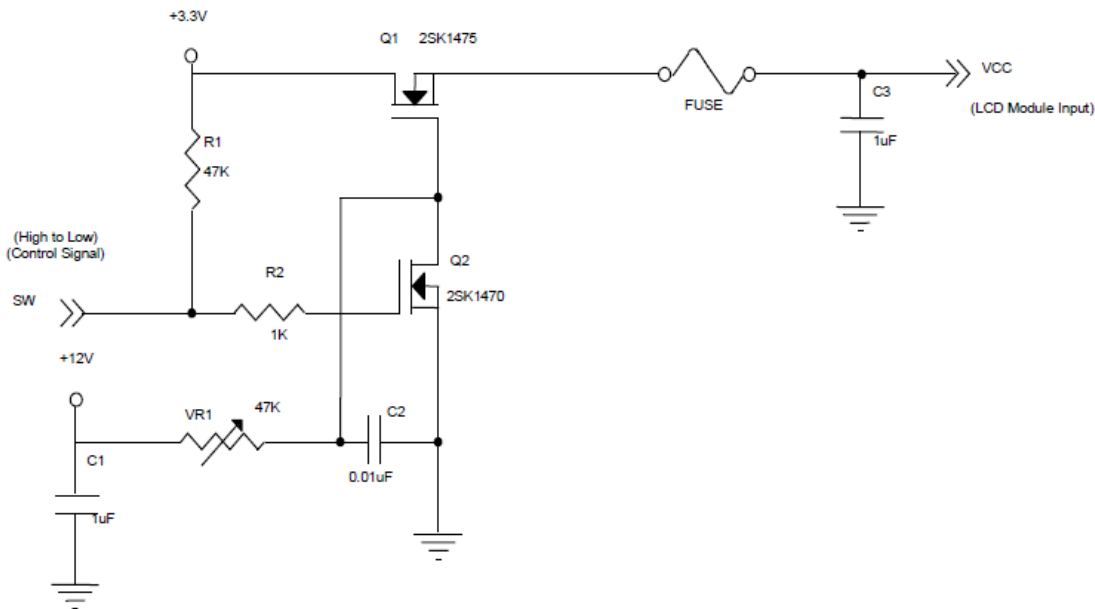 +3.3V
Q1 2SK1475
VCC
C3
FUSE
(LCD Module Input)
R1
1uF
47K
(High to Low)
(Control Signal)
Q2
R2
SW
2SK1470
1K
+12V
VR1
47K
C2
C1
0.01uF
1uF